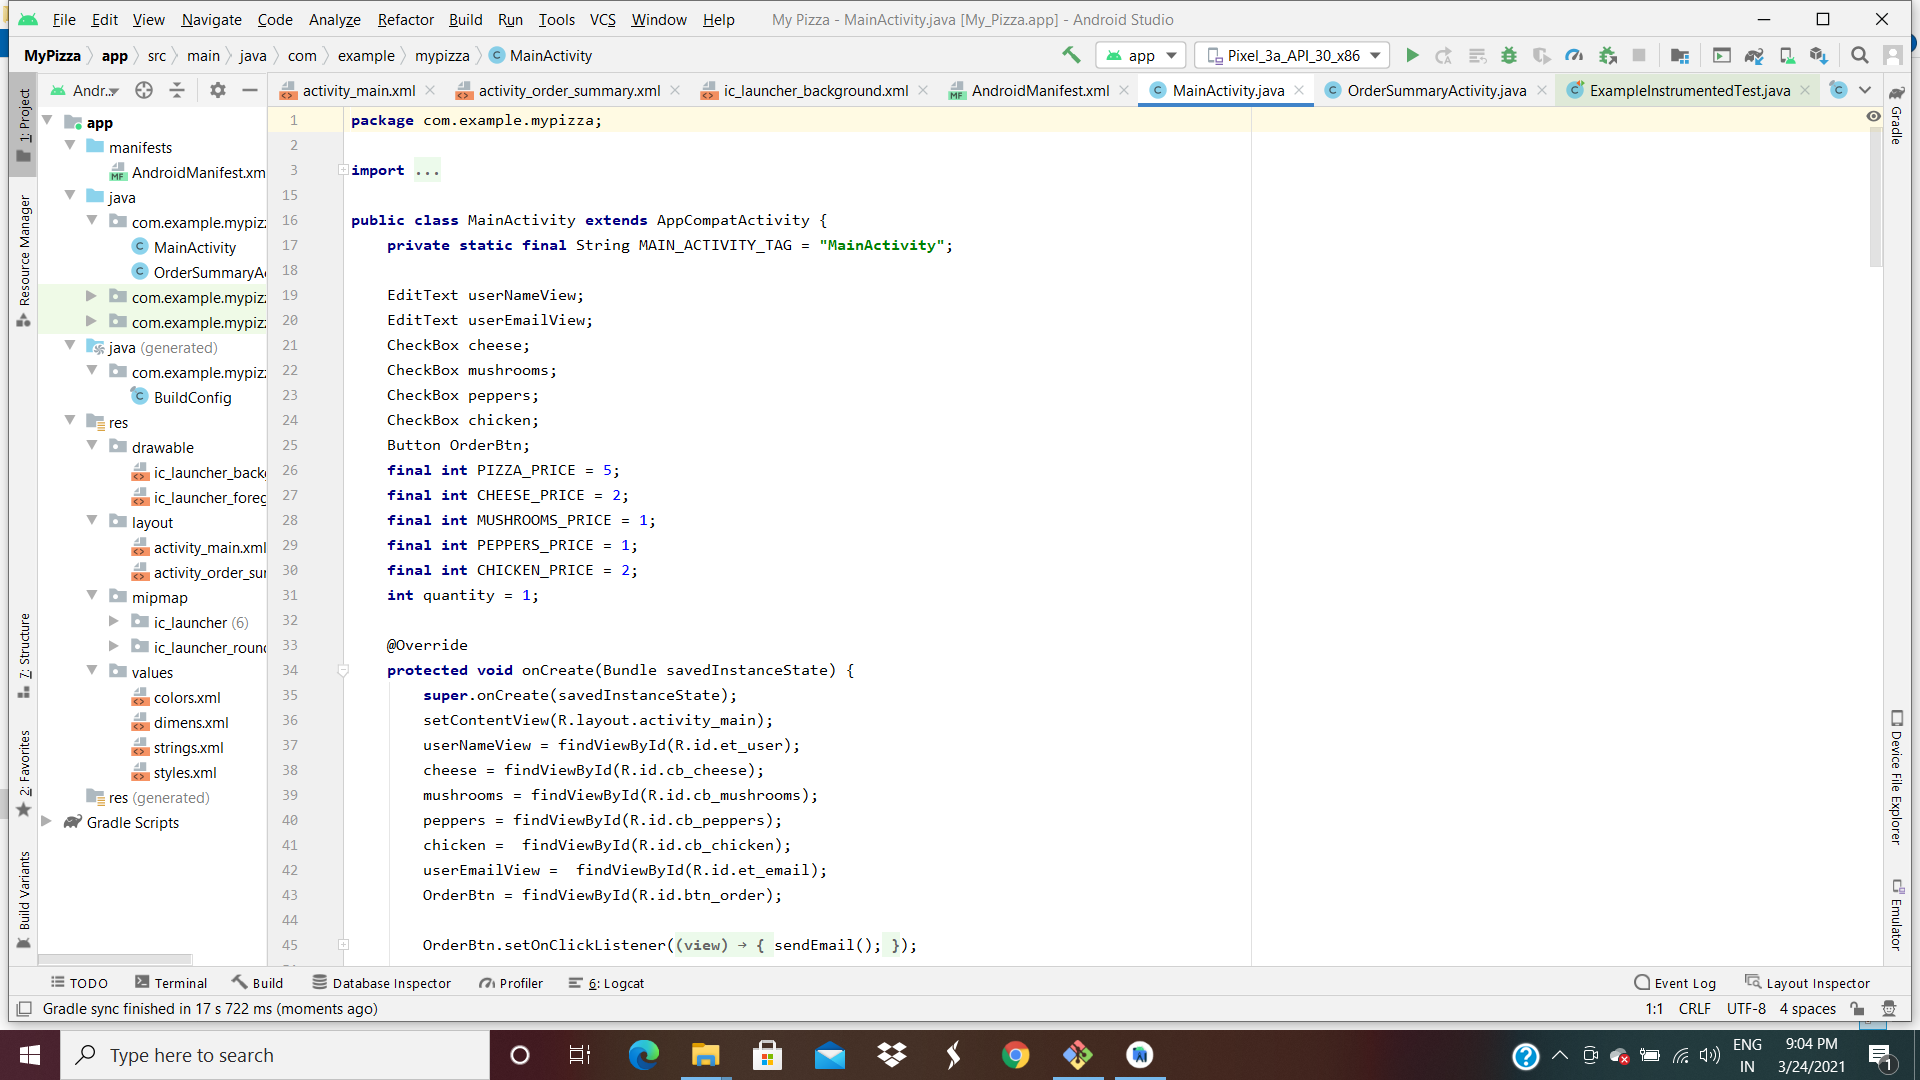 File Edit View Navigate Code Analyze Refactor Build Run Tools VCS Window Help My Pizza - MainActivity.java [My_Pizza.app] - Android Studio
MyPizza app src main java com example mypizza MainActivity app Pixel_3a_API_30_x86
Andr... activity_main.xml activity_order_summary.xml ic_launcher_background.xml AndroidManifest.xml MainActivity.java OrderSummaryActivity.java ExampleInstrumentedTest.java
1: Project
Resource Manager
7: Structure
2: Favorites
Build Variants
app
manifests
AndroidManifest.xm
java
com.example.mypiz
MainActivity
OrderSummaryA
com.example.mypiz
com.example.mypiz
java (generated)
com.example.mypiz
BuildConfig
res
drawable
ic_launcher_back
ic_launcher_foreg
layout
activity_main.xml
activity_order_su
mipmap
ic_launcher (6)
ic_launcher_roun
values
colors.xml
dimens.xml
strings.xml
styles.xml
res (generated)
Gradle Scripts
1 package com.example.mypizza;
2
3 import ...
15
16 public class MainActivity extends AppCompatActivity {
17 private static final String MAIN_ACTIVITY_TAG = "MainActivity";
18
19 EditText userNameView;
20 EditText userEmailView;
21 CheckBox cheese;
22 CheckBox mushrooms;
23 CheckBox peppers;
24 CheckBox chicken;
25 Button OrderBtn;
26 final int PIZZA_PRICE = 5;
27 final int CHEESE_PRICE = 2;
28 final int MUSHROOMS_PRICE = 1;
29 final int PEPPERS_PRICE = 1;
30 final int CHICKEN_PRICE = 2;
31 int quantity = 1;
32
33 @Override
34 protected void onCreate(Bundle savedInstanceState) {
35 super.onCreate(savedInstanceState);
36 setContentView(R.layout.activity_main);
37 userNameView = findViewById(R.id.et_user);
38 cheese = findViewById(R.id.cb_cheese);
39 mushrooms = findViewById(R.id.cb_mushrooms);
40 peppers = findViewById(R.id.cb_peppers);
41 chicken =  findViewById(R.id.cb_chicken);
42 userEmailView =  findViewById(R.id.et_email);
43 OrderBtn = findViewById(R.id.btn_order);
44
45 OrderBtn.setOnClickListener((view) → { sendEmail(); });
Gradle
Device File Explorer
Emulator
TODO Terminal Build Database Inspector Profiler 6: Logcat Event Log Layout Inspector
Gradle sync finished in 17 s 722 ms (moments ago) 1:1 CRLF UTF-8 4 spaces
Type here to search ENG IN 9:04 PM 3/24/2021 1